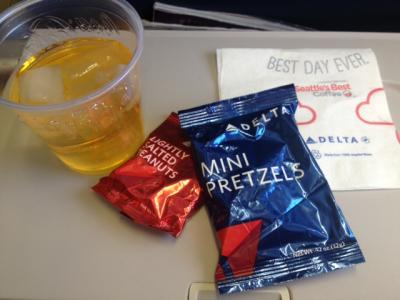 BEST DAY EVER.
Seattle's Best
Coffee
DELTA
DELTA
MINI
PRETZELS
LIGHTLY
SALTED
PEANUTS